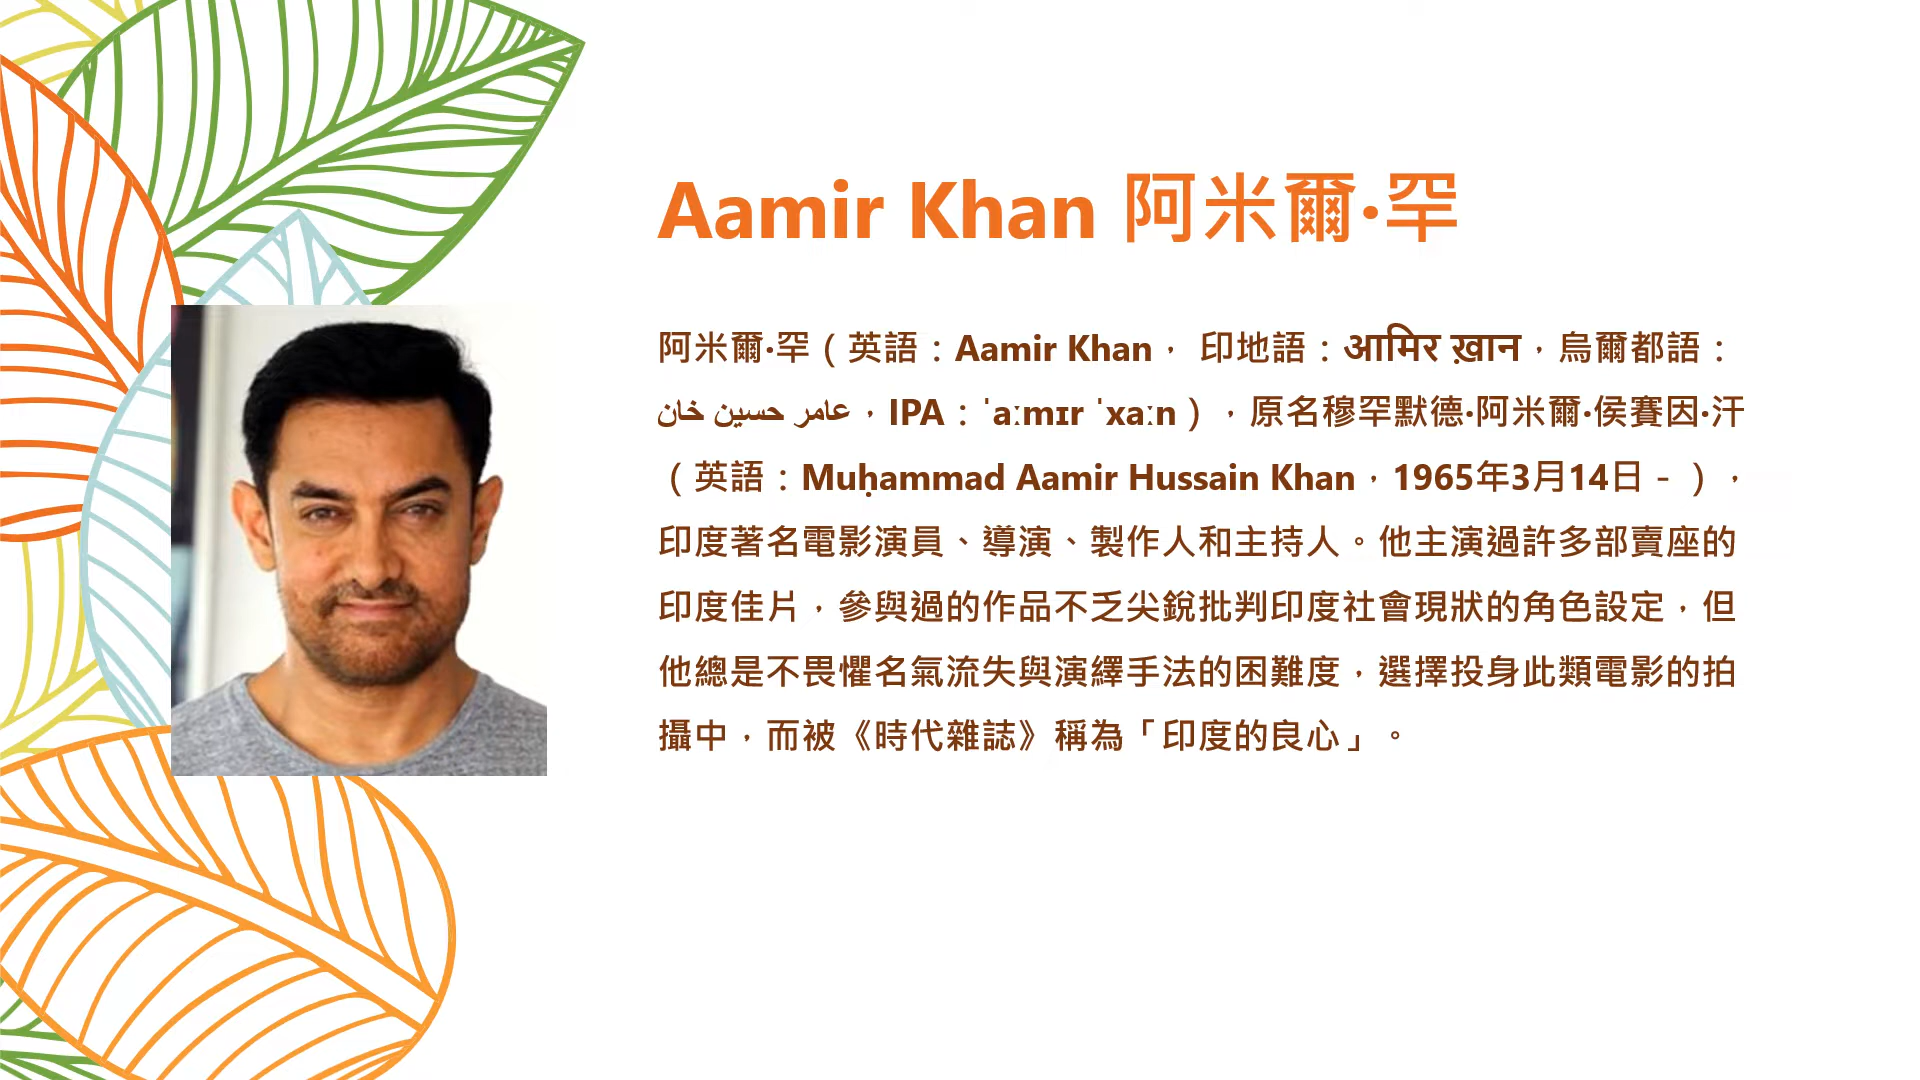 Aamir Khan 阿米爾·罕
阿米爾·罕（英語：Aamir Khan， 印地語：आमिर ख़ान，烏爾都語：
عامر حسین خان，IPA：ˈaːmɪr ˈxaːn），原名穆罕默德·阿米爾·侯賽因·汗
（英語：Muḥammad Aamir Hussain Khan，1965年3月14日－），
印度著名電影演員、導演、製作人和主持人。他主演過許多部賣座的
印度佳片，參與過的作品不乏尖銳批判印度社會現狀的角色設定，但
他總是不畏懼名氣流失與演繹手法的困難度，選擇投身此類電影的拍
攝中，而被《時代雜誌》稱為「印度的良心」。